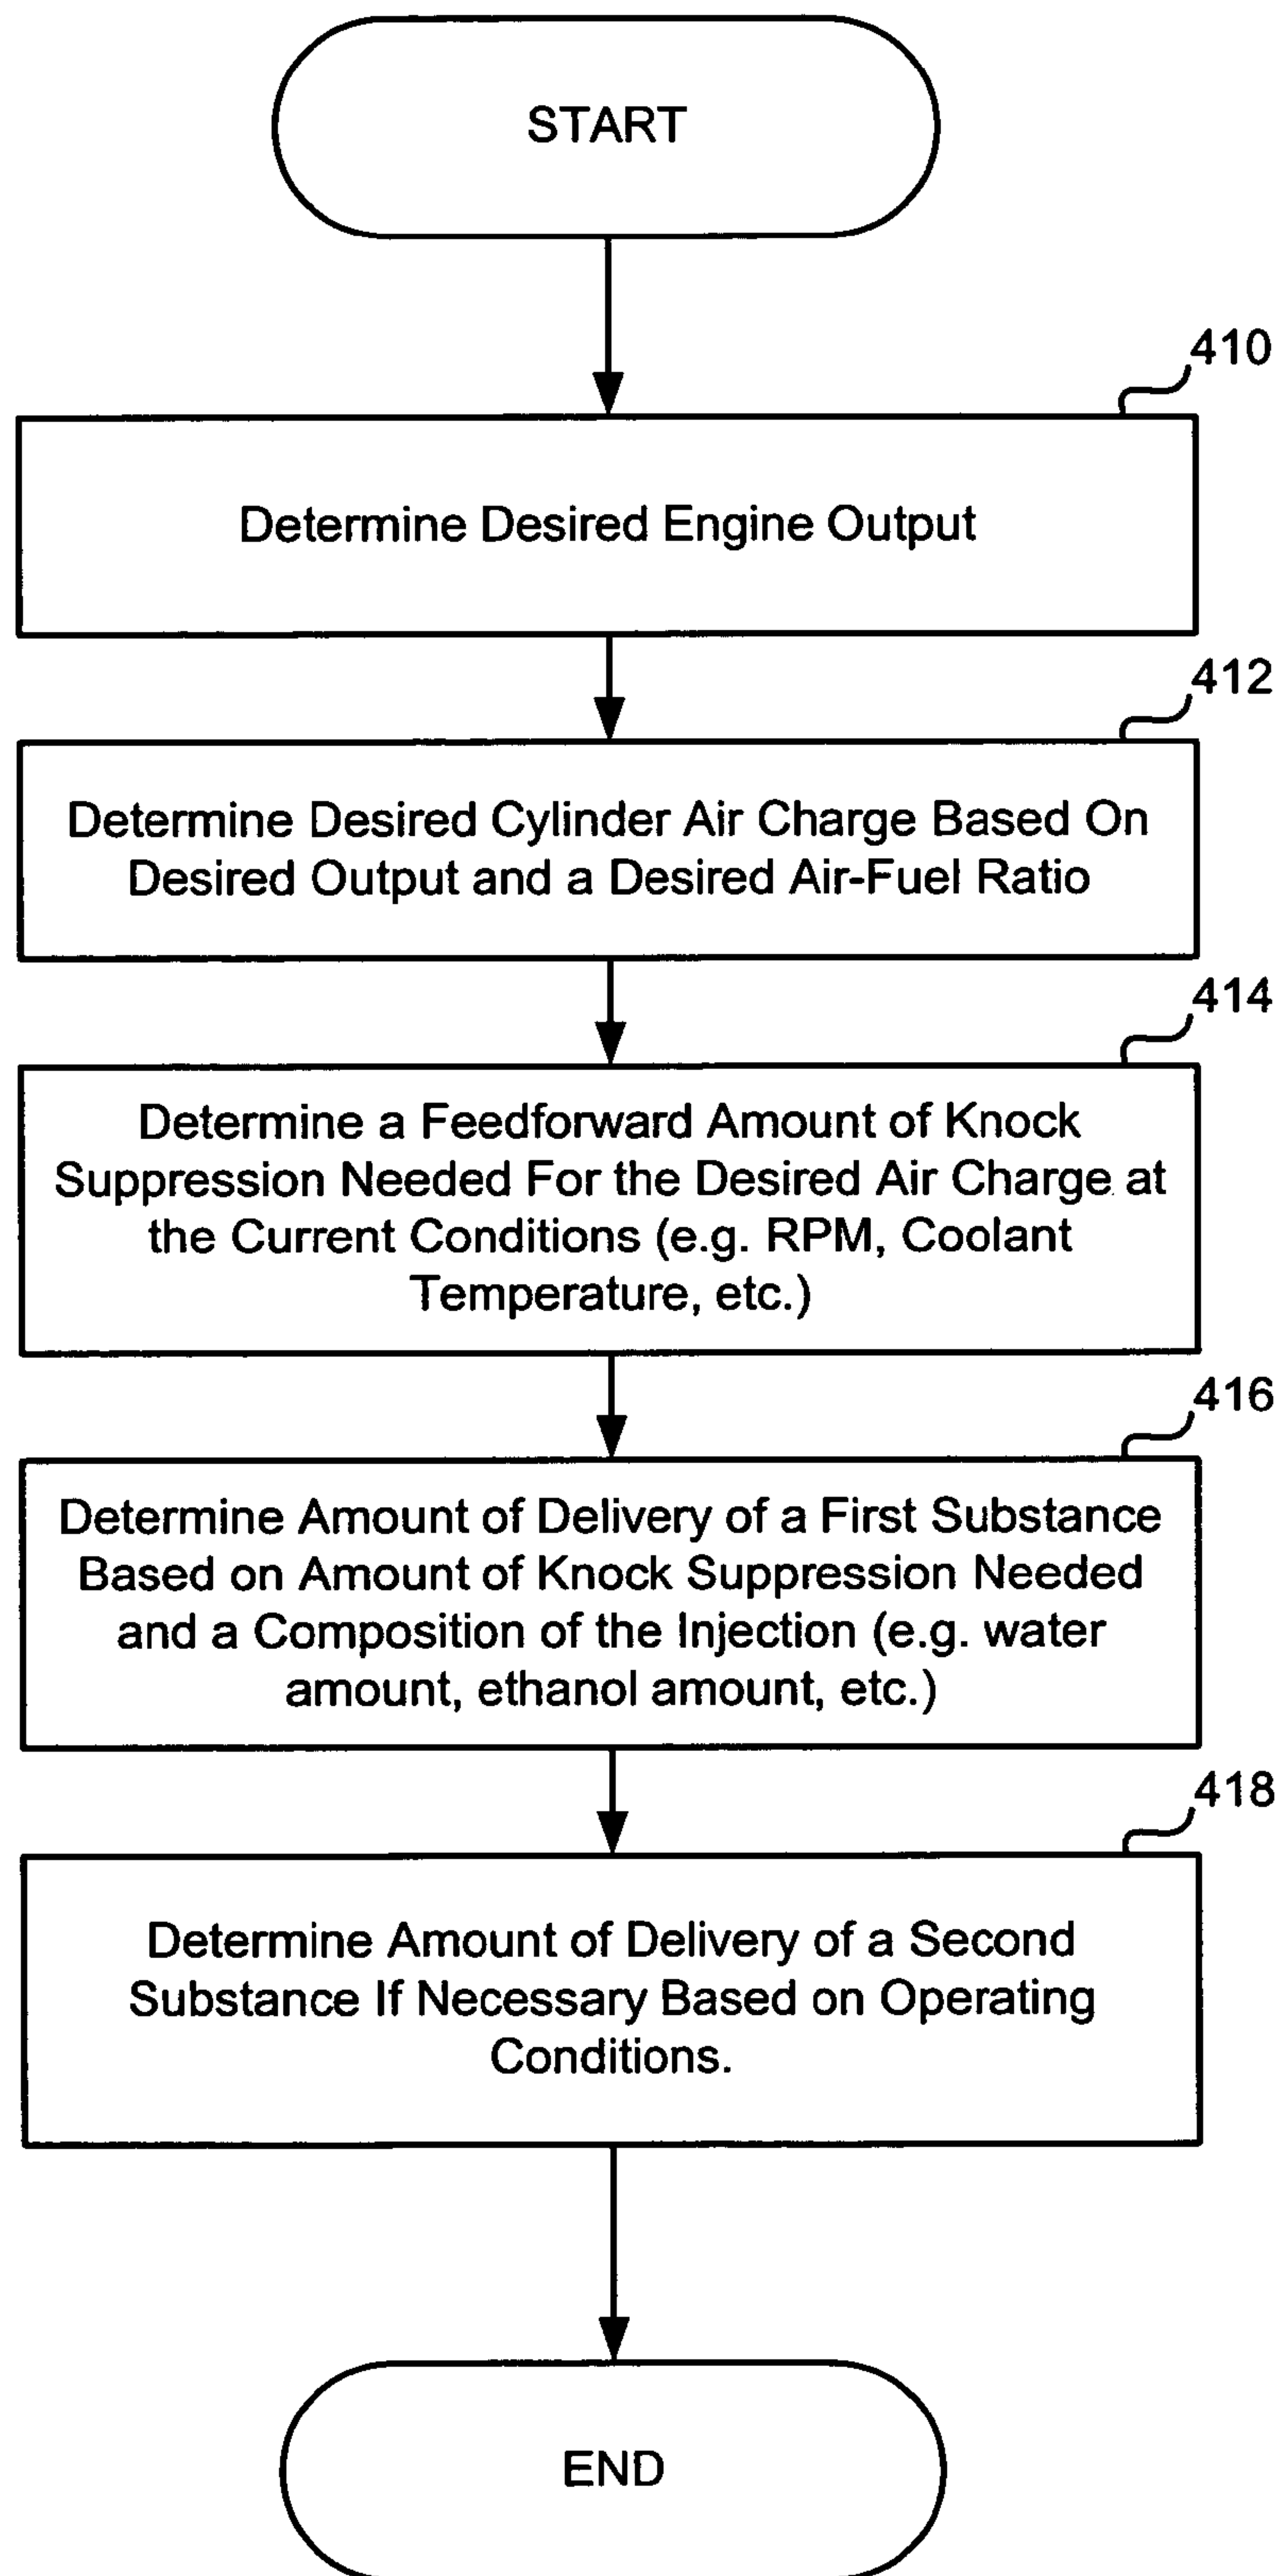 START
410
Determine Desired Engine Output
412
Determine Desired Cylinder Air Charge Based On
Desired Output and a Desired Air-Fuel Ratio
414
Determine a Feedforward Amount of Knock
Suppression Needed For the Desired Air Charge at
the Current Conditions (e.g. RPM, Coolant
Temperature, etc.)
416
Determine Amount of Delivery of a First Substance
Based on Amount of Knock Suppression Needed
and a Composition of the Injection (e.g. water
amount, ethanol amount, etc.)
418
Determine Amount of Delivery of a Second
Substance If Necessary Based on Operating
Conditions.
END